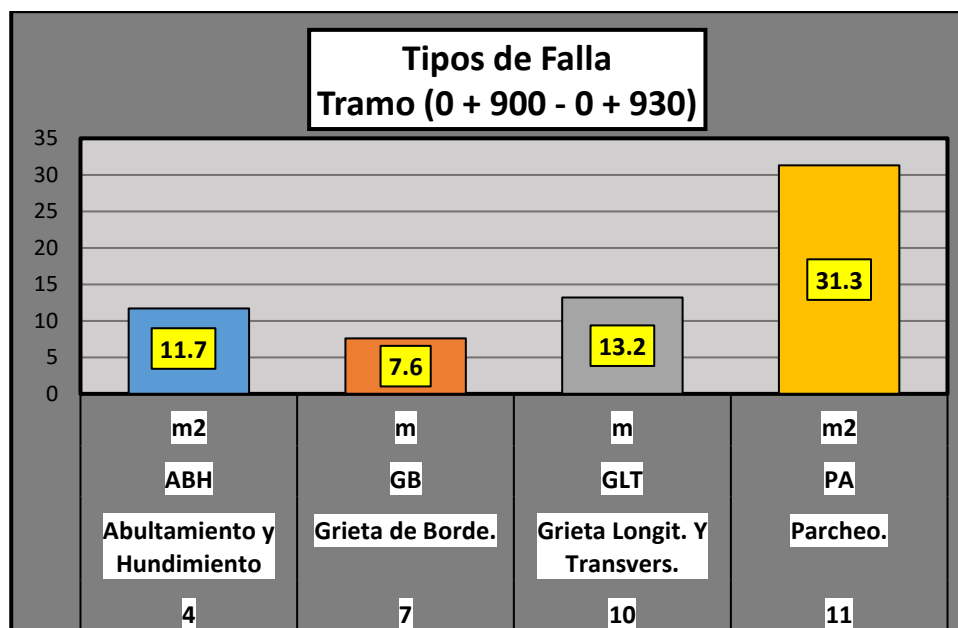 Tipos de Falla
Tramo (0 + 900 - 0 + 930)
35
30
25
20
15
10
5
0
11.7
7.6
13.2
31.3
m2 m m m2
ABH GB GLT PA
Abultamiento y Hundimiento
Grieta de Borde.
Grieta Longit. Y Transvers.
Parcheo.
4 7 10 11